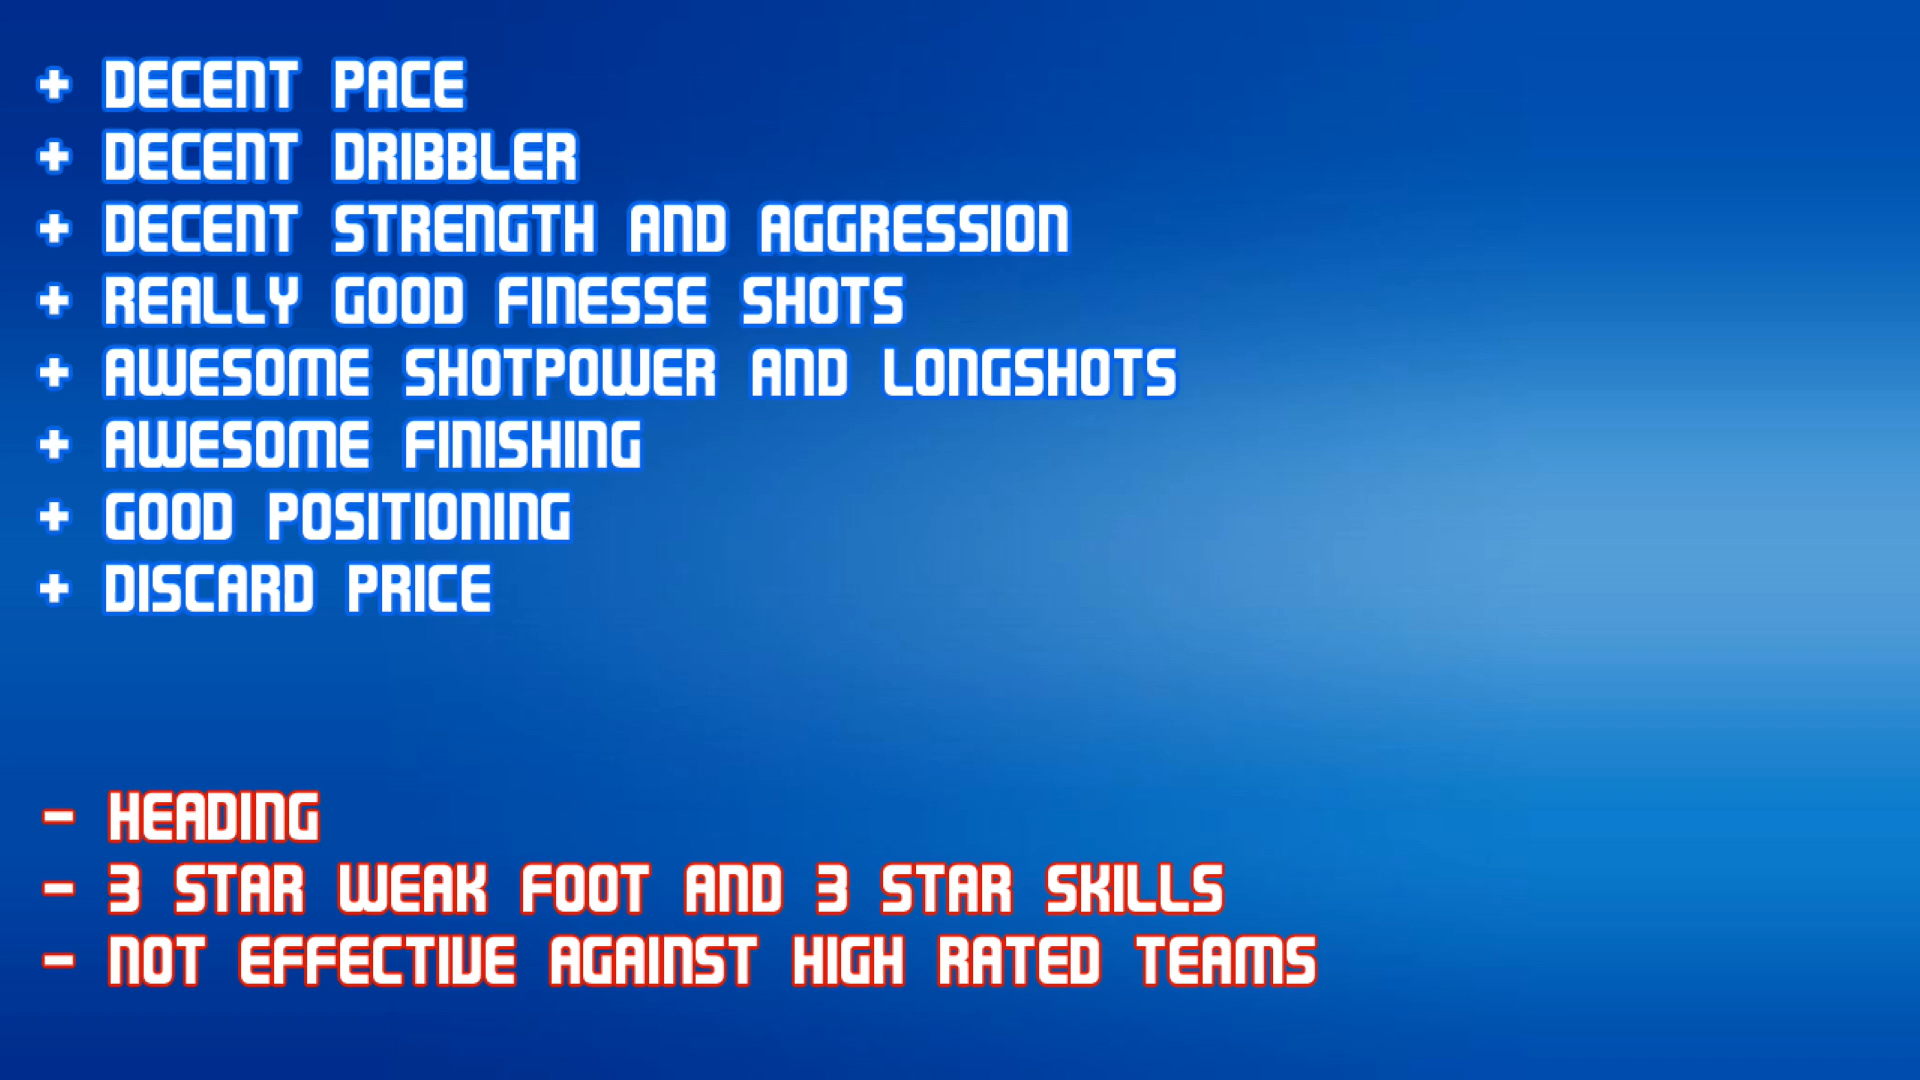 + DECENT PACE
+ DECENT DRIBBLER
+ DECENT STRENGTH AND AGGRESSION
+ REALLY GOOD FINESSE SHOTS
+ AWESOME SHOTPOWER AND LONGSHOTS
+ AWESOME FINISHING
+ GOOD POSITIONING
+ DISCARD PRICE
- HEADING
- 3 STAR WEAK FOOT AND 3 STAR SKILLS
- NOT EFFECTIVE AGAINST HIGH RATED TEAMS